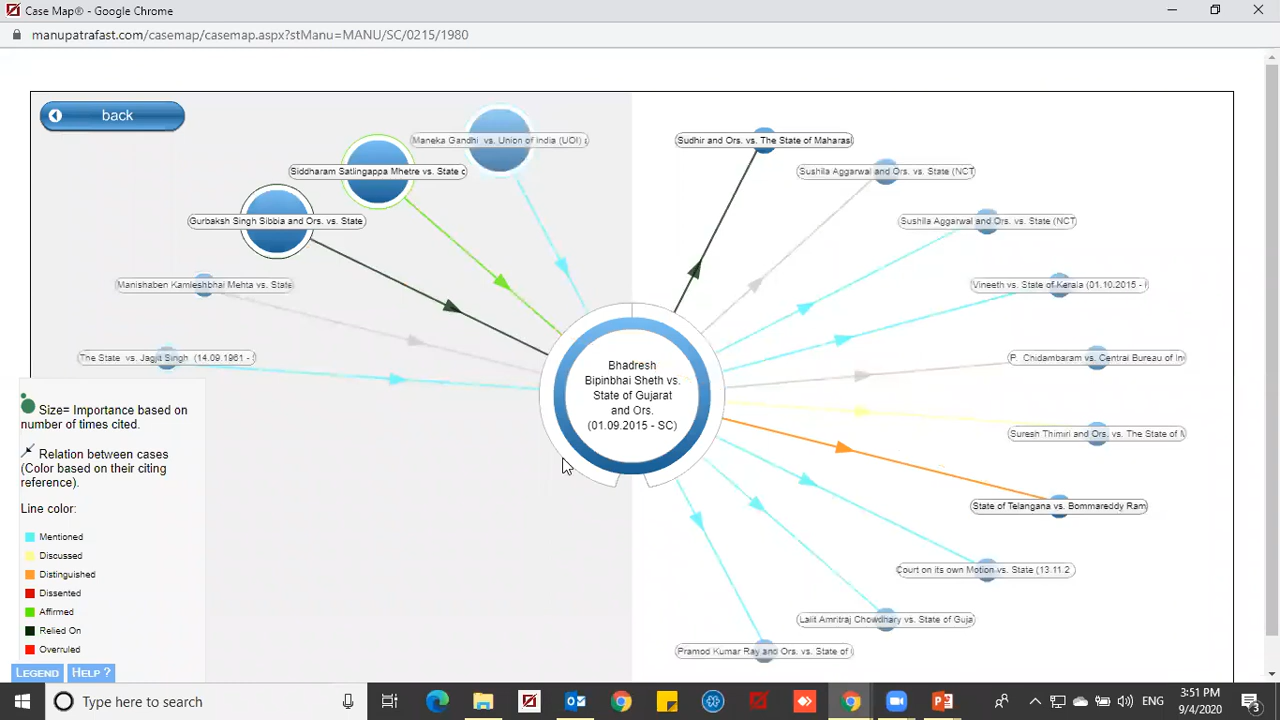 Case Map® - Google Chrome
manupatrafast.com/casemap/casemap.aspx?stManu=MANU/SC/0215/1980
back
Maneka Gandhi vs. Union of India (UOI)
Siddharam Satlingappa Mhetre vs. State
Gurbaksh Singh Sibbia and Ors. vs. State
Manishaben Kamleshbhai Mehta vs. State
The State vs. Jagjit Singh (14.09.1961 -
Bhadresh
Bipinbhai Sheth vs.
State of Gujarat
and Ors.
(01.09.2015 - SC)
Sudhir and Ors. vs. The State of Maharas
Sushila Aggarwal and Ors. vs. State (NCT
Sushila Aggarwal and Ors. vs. State (NCT
Vineeth vs. State of Kerala (01.10.2015 -
P. Chidambaram vs. Central Bureau of In
Suresh Thimiri and Ors. vs. The State of M
State of Telangana vs. Bommareddy Ram
Court on its own Motion vs. State (13.11.2
Lalit Amritraj Chowdhary vs. State of Guja
Pramod Kumar Ray and Ors. vs. State of
Size= Importance based on
number of times cited.
Relation between cases
(Color based on their citing
reference).
Line color:
Mentioned
Discussed
Distinguished
Dissented
Affirmed
Relied On
Overruled
LEGEND HELP ?
Type here to search
ENG
3:51 PM
9/4/2020
3